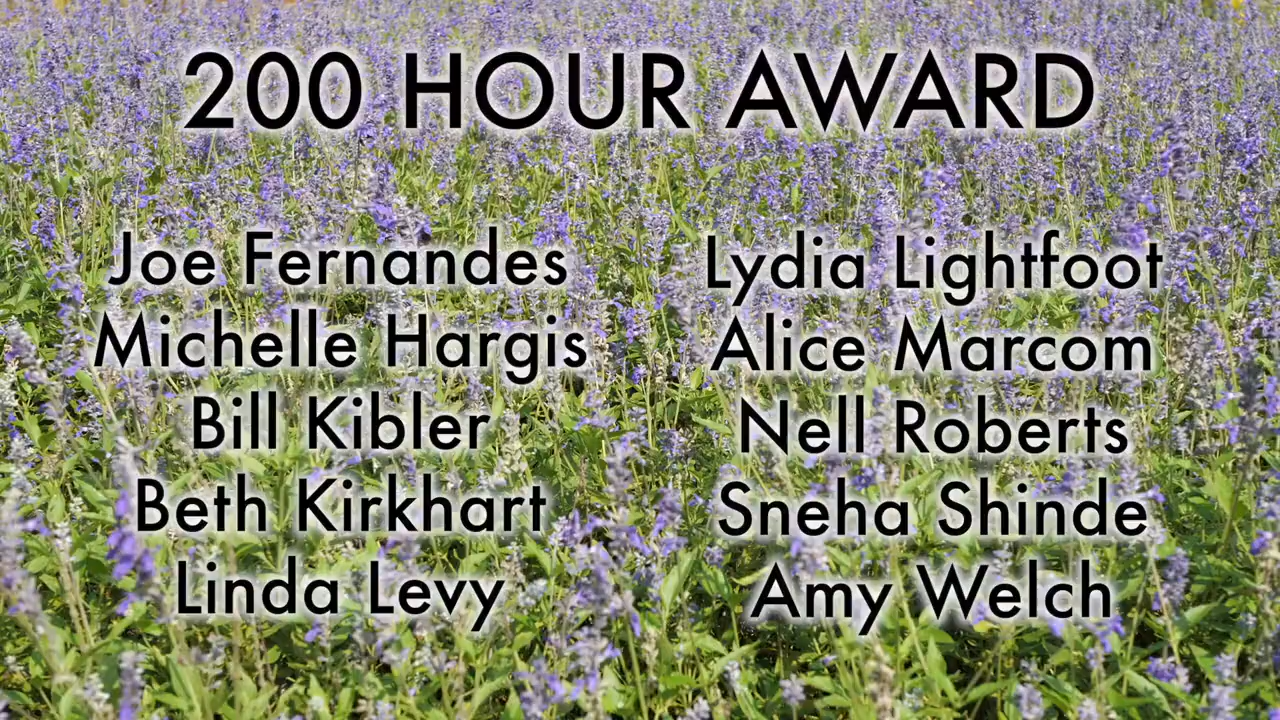 200 HOUR AWARD
Joe Fernandes
Michelle Hargis
Bill Kibler
Beth Kirkhart
Linda Levy
Lydia Lightfoot
Alice Marcom
Nell Roberts
Sneha Shinde
Amy Welch